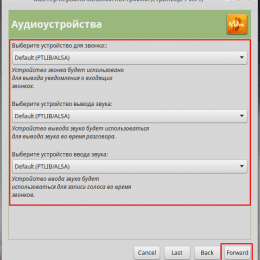 Аудиоустройства
Выберите устройство для звонка::
Default (PTLIB/ALSA)
Устройство звонка будет использовано
для вывода уведомления о входящих
звонках.
Выберите устройство вывода звука:
Default (PTLIB/ALSA)
Устройство вывода звука будет использоваться
для вывода звука во время разговора.
Выберите устройство ввода звука:
Default (PTLIB/ALSA)
Устройство ввода звука будет
использоваться для записи голоса во время
звонков.
Cancel Last Back Forward